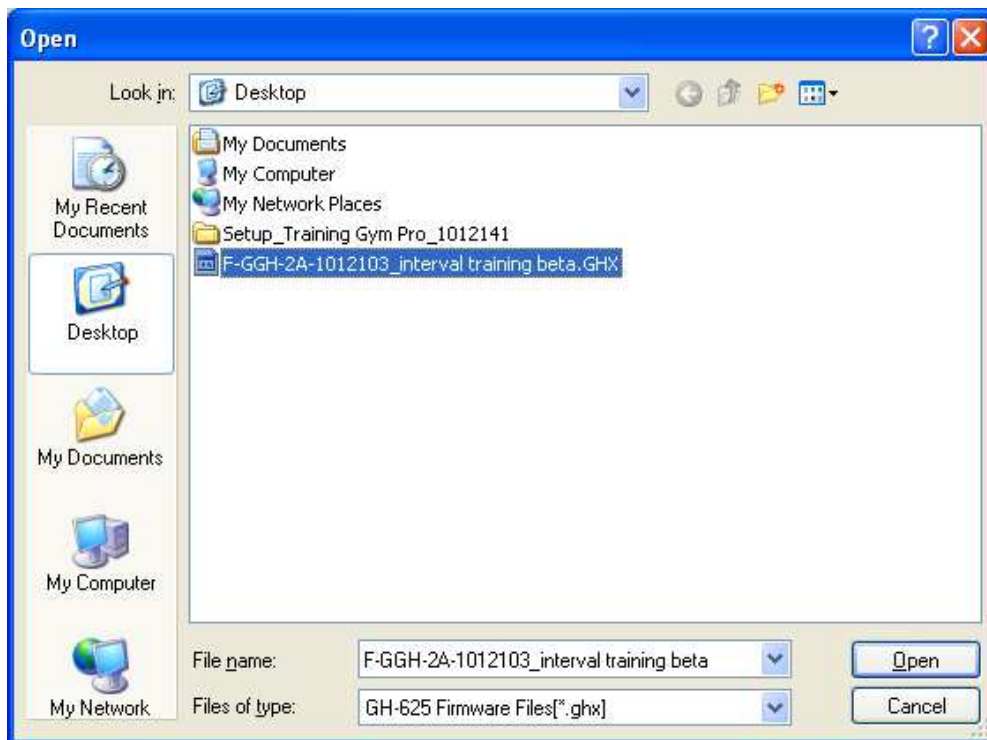 Open
Look in:
Desktop
My Recent
Documents
Desktop
My Documents
My Computer
My Network
My Documents
My Computer
My Network Places
Setup_Training Gym Pro_1012141
F-GGH-2A-1012103_interval training beta.GHX
File name:
F-GGH-2A-1012103_interval training beta
Open
Files of type:
GH-625 Firmware Files[*.ghx]
Cancel